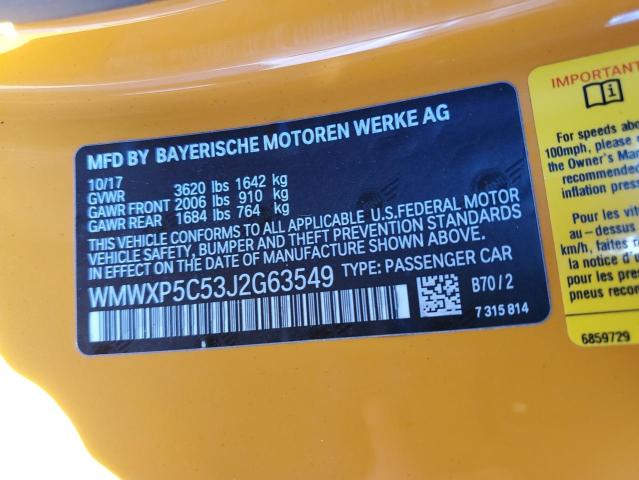 MFD BY BAYERISCHE MOTOREN WERKE AG
10/17
GVWR 3620 lbs 1642 kg
GAWR FRONT 2006 lbs 910 kg
GAWR REAR 1684 lbs 764 kg
THIS VEHICLE CONFORMS TO ALL APPLICABLE U.S.FEDERAL MOTOR
VEHICLE SAFETY, BUMPER AND THEFT PREVENTION STANDARDS
IN EFFECT ON THE DATE OF MANUFACTURE SHOWN ABOVE.
WMWXP5C53J2G63549 TYPE: PASSENGER CAR
B70 / 2
7 315 814
IMPORTANT
For speeds abo
100mph, please
the Owner's Man
recommended
inflation pressu
Pour les vit
au-dessus
km/h, faites
la notice d'e
pour les pres
des pneus
6859729